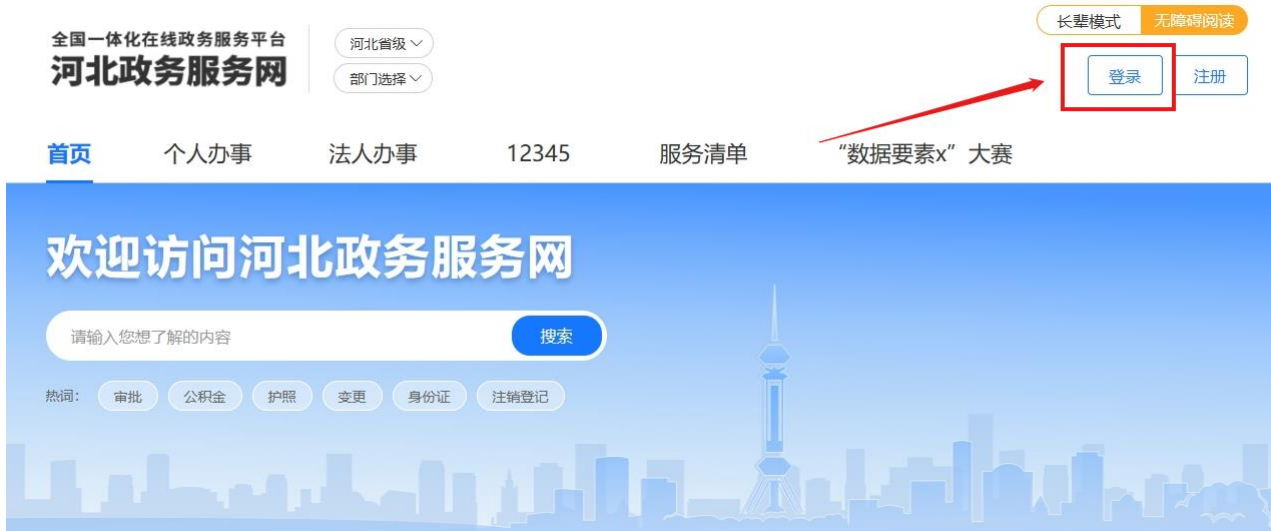 长辈模式 无障碍阅读
全国一体化在线政务服务平台
河北政务服务网
河北省级
部门选择
登录 注册
首页 个人办事 法人办事 12345 服务清单 “数据要素x”大赛
欢迎访问河北政务服务网
请输入您想了解的内容 搜索
热词： 审批 公积金 护照 变更 身份证 注销登记